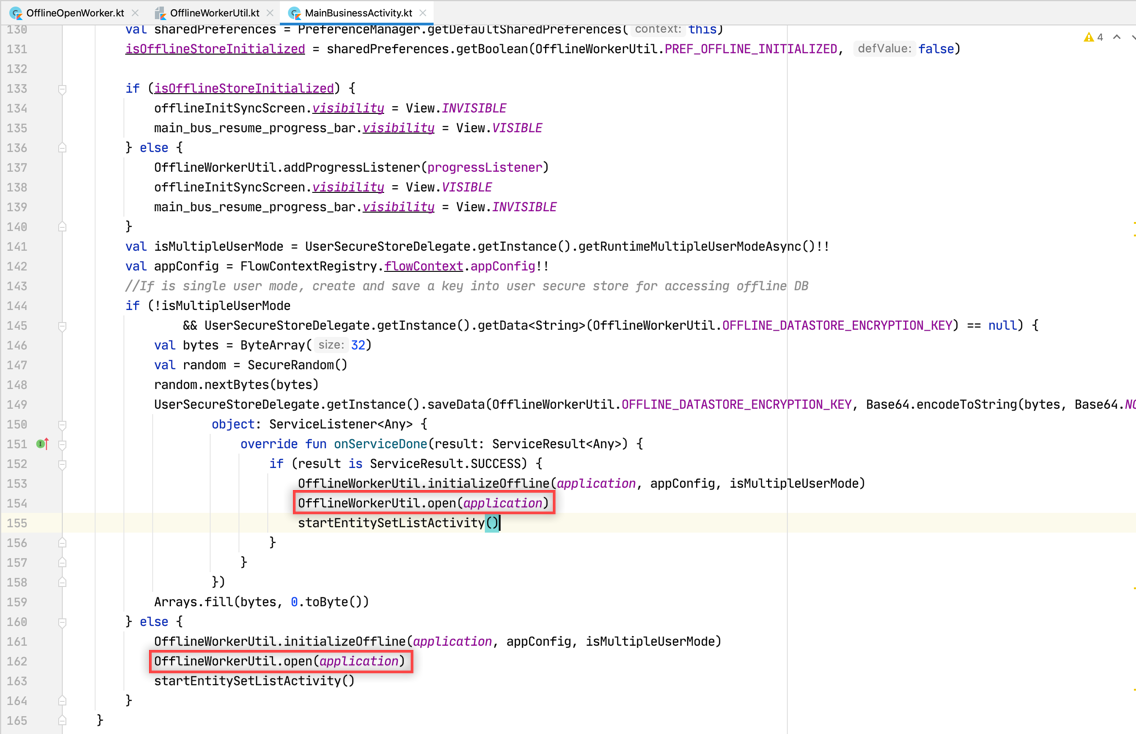 OfflineOpenWorker.kt OfflineWorkerUtil.kt MainBusinessActivity.kt
130 val sharedPreferences = PreferenceManager.getDefaultSharedPreferences( context: this)
131 isOfflineStoreInitialized = sharedPreferences.getBoolean(OfflineWorkerUtil.PREF_OFFLINE_INITIALIZED, defValue: false)
4
132
133 if (isOfflineStoreInitialized) {
134 offlineInitSyncScreen.visibility = View.INVISIBLE
135 main_bus_resume_progress_bar.visibility = View.VISIBLE
136 } else {
137 OfflineWorkerUtil.addProgressListener(progressListener)
138 offlineInitSyncScreen.visibility = View.VISIBLE
139 main_bus_resume_progress_bar.visibility = View.INVISIBLE
140 }
141 val isMultipleUserMode = UserSecureStoreDelegate.getInstance().getRuntimeMultipleUserModeAsync()!!
142 val appConfig = FlowContextRegistry.flowContext.appConfig!!
143 //If is single user mode, create and save a key into user secure store for accessing offline DB
144 if (!isMultipleUserMode
145 && UserSecureStoreDelegate.getInstance().getData<String>(OfflineWorkerUtil.OFFLINE_DATASTORE_ENCRYPTION_KEY) == null) {
146 val bytes = ByteArray( size: 32)
147 val random = SecureRandom()
148 random.nextBytes(bytes)
149 UserSecureStoreDelegate.getInstance().saveData(OfflineWorkerUtil.OFFLINE_DATASTORE_ENCRYPTION_KEY, Base64.encodeToString(bytes, Base64.NO
150 object: ServiceListener<Any> {
151 override fun onServiceDone(result: ServiceResult<Any>) {
152 if (result is ServiceResult.SUCCESS) {
153 OfflineWorkerUtil.initializeOffline(application, appConfig, isMultipleUserMode)
154 OfflineWorkerUtil.open(application)
155 startEntitySetListActivity()
156 }
157 }
158 })
159 Arrays.fill(bytes, 0.toByte())
160 } else {
161 OfflineWorkerUtil.initializeOffline(application, appConfig, isMultipleUserMode)
162 OfflineWorkerUtil.open(application)
163 startEntitySetListActivity()
164 }
165 }